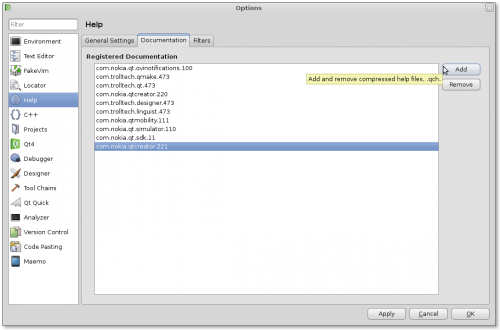 Options
Filter
Help
Environment
Text Editor
FakeVim
Locator
Help
C++
Projects
Qt4
Debugger
Designer
Tool Chains
Qt Quick
Analyzer
Version Control
Code Pasting
Maemo
General Settings
Documentation
Filters
Registered Documentation
com.nokia.qt.ovinotifications.100
com.trolltech.qmake.473
com.trolltech.qt.473
com.nokia.qtcreator.220
com.trolltech.designer.473
com.trolltech.linguist.473
com.nokia.qtmobility.111
com.nokia.qt.simulator.110
com.nokia.qt.sdk.11
com.nokia.qtcreator.221
Add
Add and remove compressed help files, .qch.
Remove
Apply
Cancel
OK